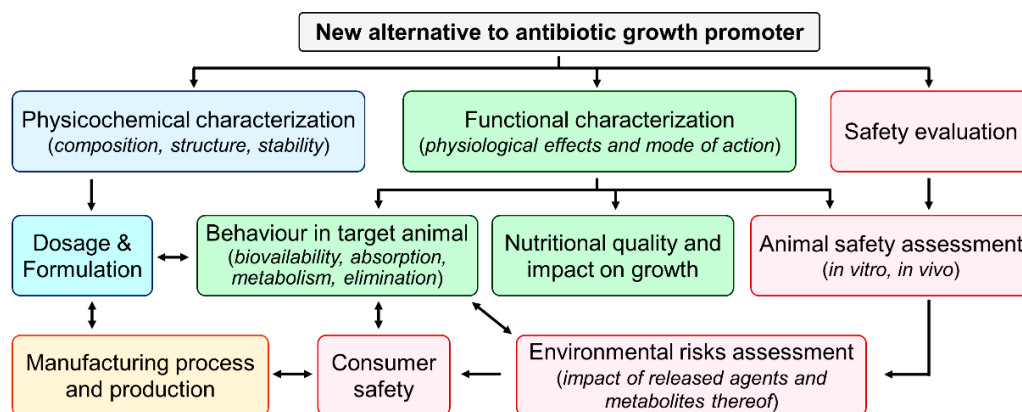 New alternative to antibiotic growth promoter
Physicochemical characterization
(composition, structure, stability)
Functional characterization
(physiological effects and mode of action)
Safety evaluation
Dosage &
Formulation
Behaviour in target animal
(biovailability, absorption,
metabolism, elimination)
Nutritional quality and
impact on growth
Animal safety assessment
(in vitro, in vivo)
Manufacturing process
and production
Consumer
safety
Environmental risks assessment
(impact of released agents and
metabolites thereof)